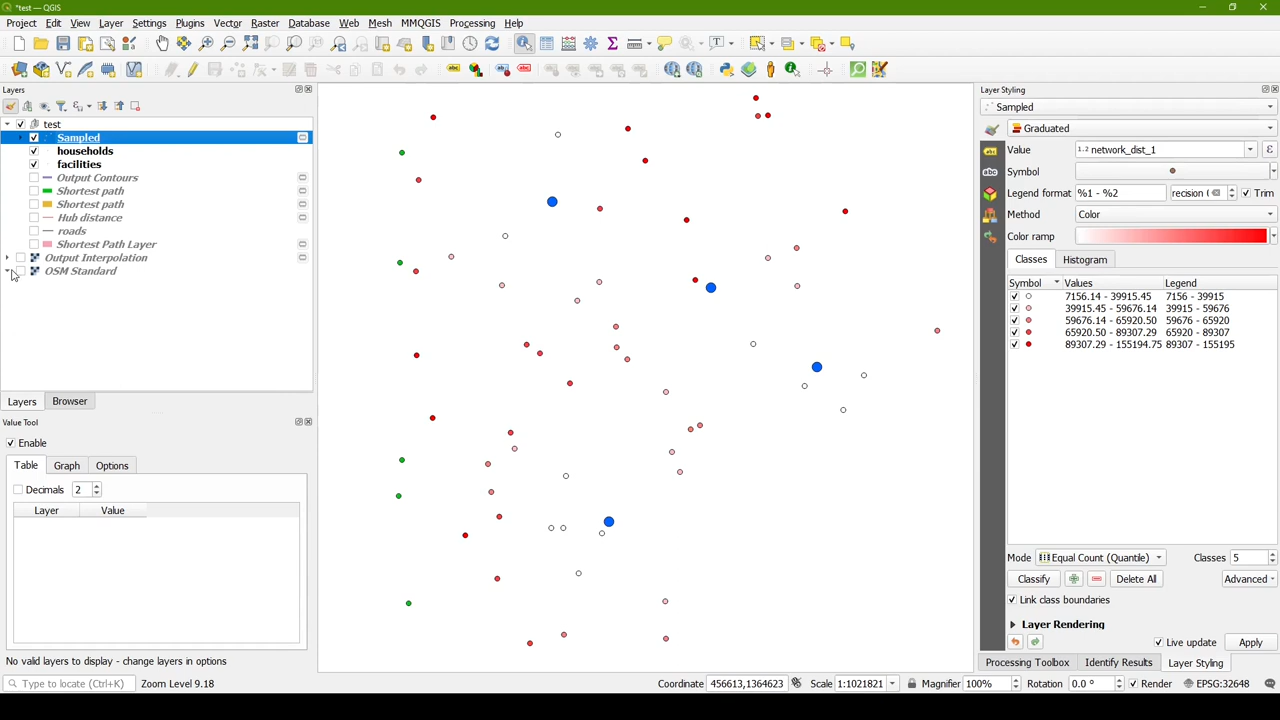 *test — QGIS
Project Edit View Layer Settings Plugins Vector Raster Database Web Mesh MMQGIS Processing Help
Layers
test
Sampled
households
facilities
Output Contours
Shortest path
Shortest path
Hub distance
roads
Shortest Path Layer
Output Interpolation
OSM Standard
Layers Browser
Value Tool
Enable
Table Graph Options
Decimals 2
Layer Value
No valid layers to display - change layers in options
Layer Styling
Sampled
Graduated
Value 1.2 network_dist_1 ε
Symbol
Legend format %1 - %2 recision ( Trim
Method Color
Color ramp
Classes Histogram
Symbol Values Legend
7156.14 - 39915.45 7156 - 39915
39915.45 - 59676.14 39915 - 59676
59676.14 - 65920.50 59676 - 65920
65920.50 - 89307.29 65920 - 89307
89307.29 - 155194.75 89307 - 155195
Mode Equal Count (Quantile) Classes 5
Classify Delete All Advanced
Link class boundaries
Layer Rendering
Live update Apply
Processing Toolbox Identify Results Layer Styling
Type to locate (Ctrl+K) Zoom Level 9.18 Coordinate 456613,1364623 Scale 1:1021821 Magnifier 100% Rotation 0.0 ° Render EPSG:32648